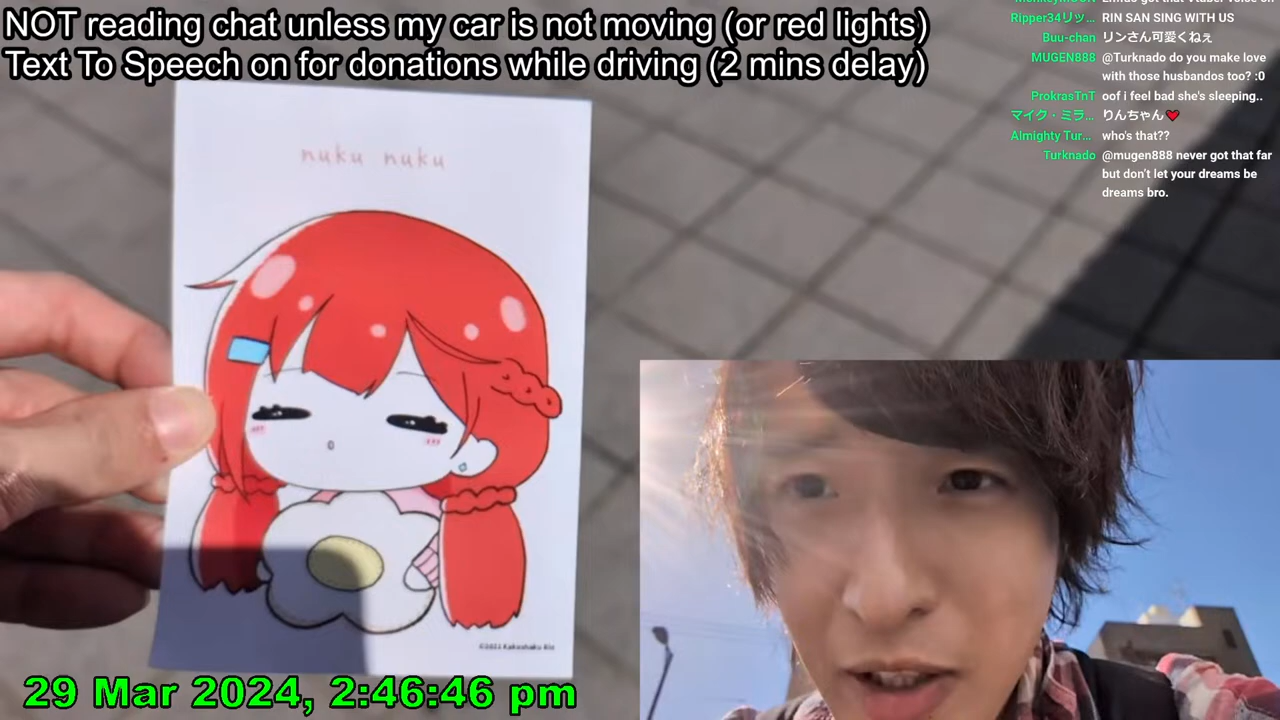 NOT reading chat unless my car is not moving (or red lights)
Text To Speech on for donations while driving (2 mins delay)
nuku nuku
29 Mar 2024, 2:46:46 pm
Ripper34リッ… RIN SAN SING WITH US
Buu-chan リンさん可愛くねぇ
MUGEN888 @Turknado do you make love
with those husbandos too? :0
ProkrasTnT oof i feel bad she's sleeping..
マイク・ミラ… りんちゃん❤️
Almighty Tur… who's that??
Turknado @mugen888 never got that far
but don't let your dreams be
dreams bro.